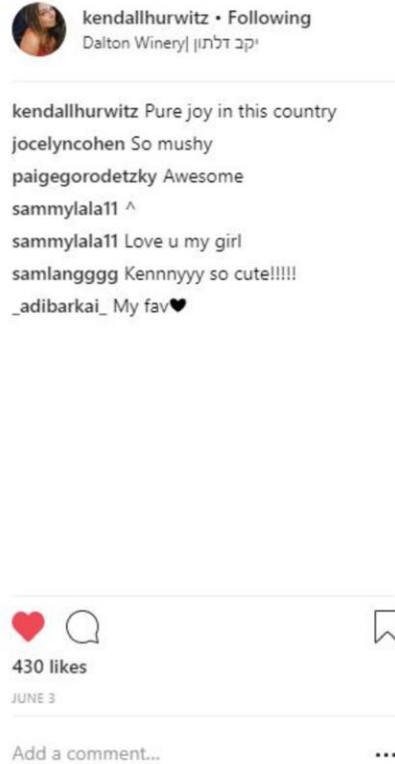 kendallhurwitz • Following
Dalton Winery| יקב דלתון
kendallhurwitz Pure joy in this country
jocelyncohen So mushy
paigegorodetzky Awesome
sammylala11 ^
sammylala11 Love u my girl
samlangggg Kennnyyy so cute!!!!!
_adibarkai_ My fav🖤
430 likes
JUNE 3
Add a comment...